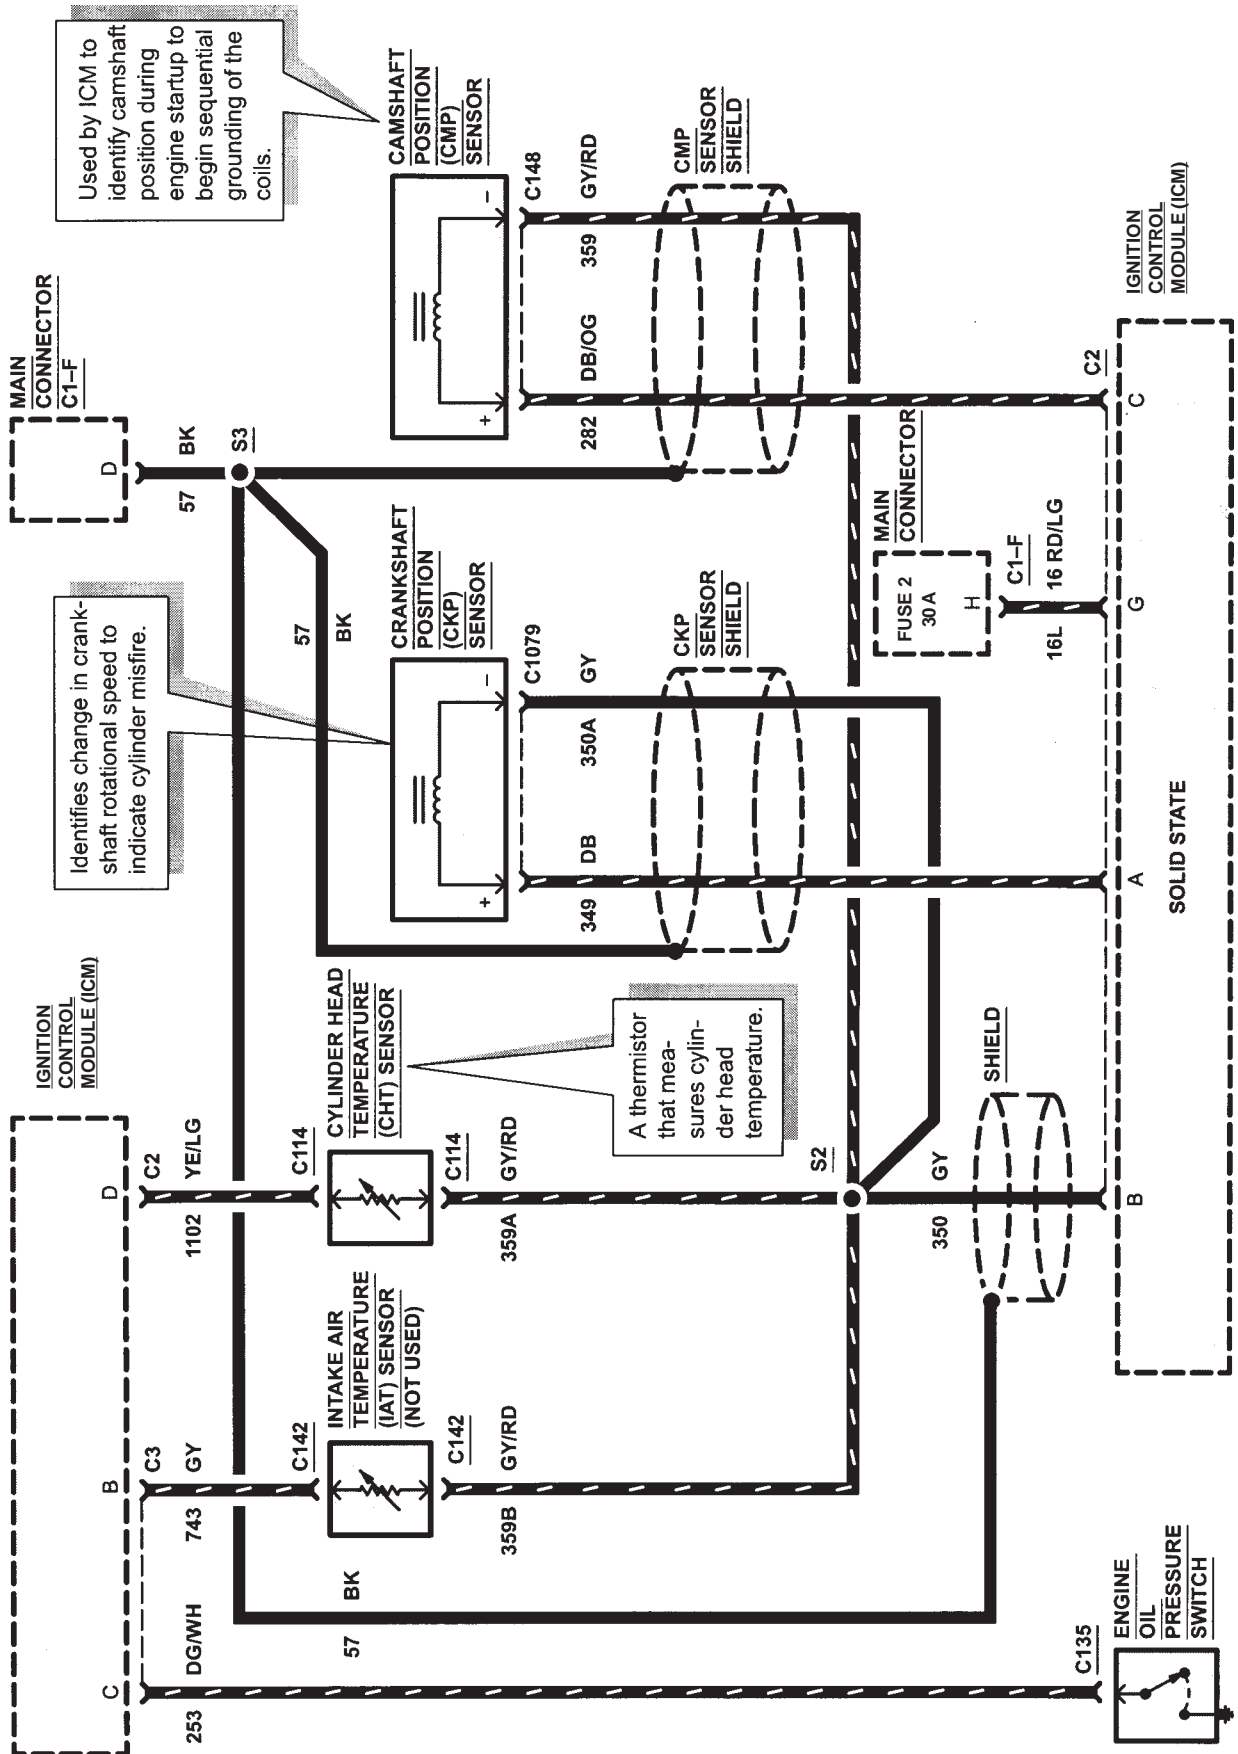 IGNITION
CONTROL
MODULE (ICM)
C
B
D
C3
C2
253
DG/WH
743
GY
1102
YE/LG
MAIN
CONNECTOR
C1–F
D
57
BK
S3
Identifies change in crank-
shaft rotational speed to
indicate cylinder misfire.
Used by ICM to
identify camshaft
position during
engine startup to
begin sequential
grounding of the
coils.
57
BK
57
BK
C142
INTAKE AIR
TEMPERATURE
(IAT) SENSOR
(NOT USED)
C142
359B
GY/RD
C114
CYLINDER HEAD
TEMPERATURE
(CHT) SENSOR
C114
359A
GY/RD
A thermistor
that mea-
sures cylin-
der head
temperature.
CRANKSHAFT
POSITION
(CKP)
SENSOR
+
–
C1079
349
DB
350A
GY
CKP
SENSOR
SHIELD
CAMSHAFT
POSITION
(CMP)
SENSOR
+
–
C148
282
DB/OG
359
GY/RD
CMP
SENSOR
SHIELD
S2
350
GY
SHIELD
MAIN
CONNECTOR
FUSE 2
30 A
H
C1–F
16L
16 RD/LG
C135
ENGINE
OIL
PRESSURE
SWITCH
B
A
G
C
C2
SOLID STATE
IGNITION
CONTROL
MODULE (ICM)